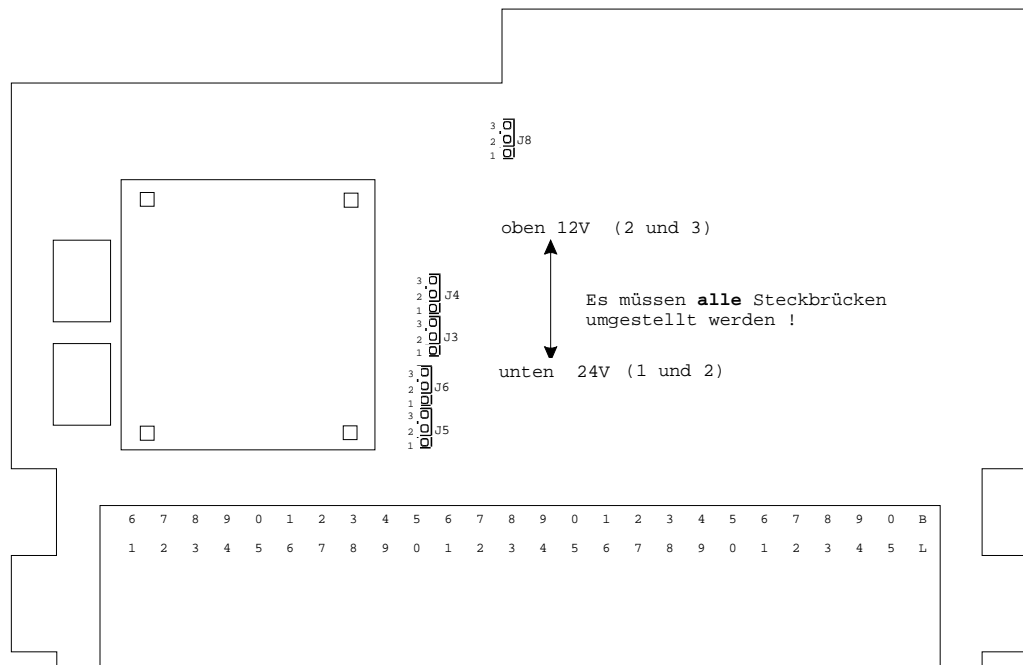 3
2 J8
1
oben 12V (2 und 3)
3
2 J4
1
Es müssen alle Steckbrücken
umgestellt werden !
3
2 J3
1
unten 24V (1 und 2)
3
2 J6
1
3
2 J5
1
6 7 8 9 0 1 2 3 4 5 6 7 8 9 0 1 2 3 4 5 6 7 8 9 0 B
1 2 3 4 5 6 7 8 9 0 1 2 3 4 5 6 7 8 9 0 1 2 3 4 5 L